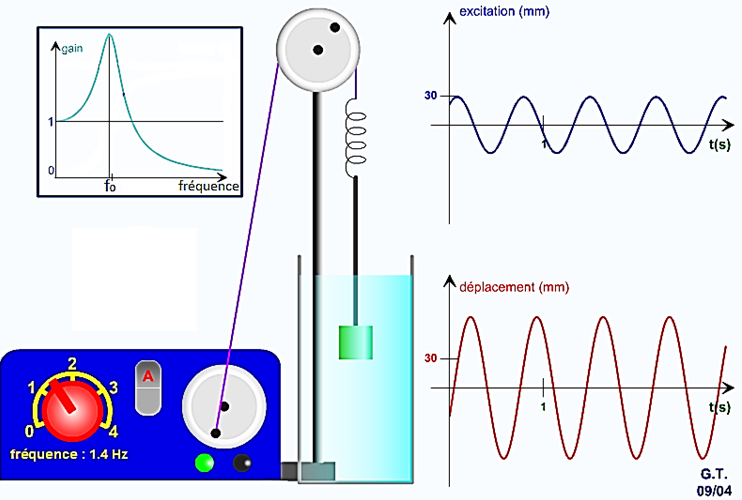 gain
1
0
f₀
fréquence
excitation (mm)
30
1
t(s)
déplacement (mm)
30
1
t(s)
0 1 2 3 4
A
fréquence : 1.4 Hz
G.T.
09/04